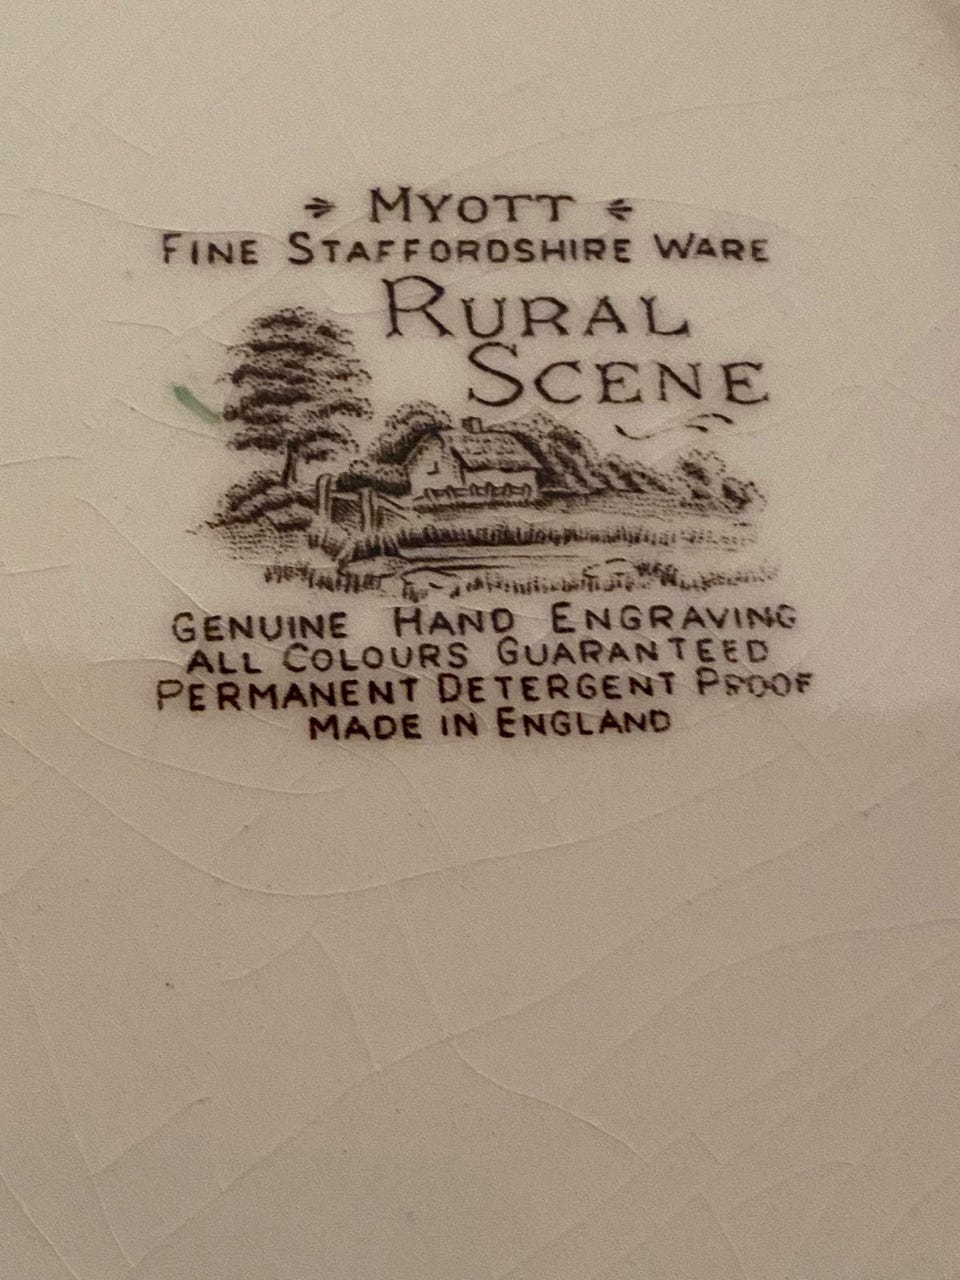 MYOTT
FINE STAFFORDSHIRE WARE
RURAL
SCENE
GENUINE HAND ENGRAVING
ALL COLOURS GUARANTEED
PERMANENT DETERGENT PROOF
MADE IN ENGLAND